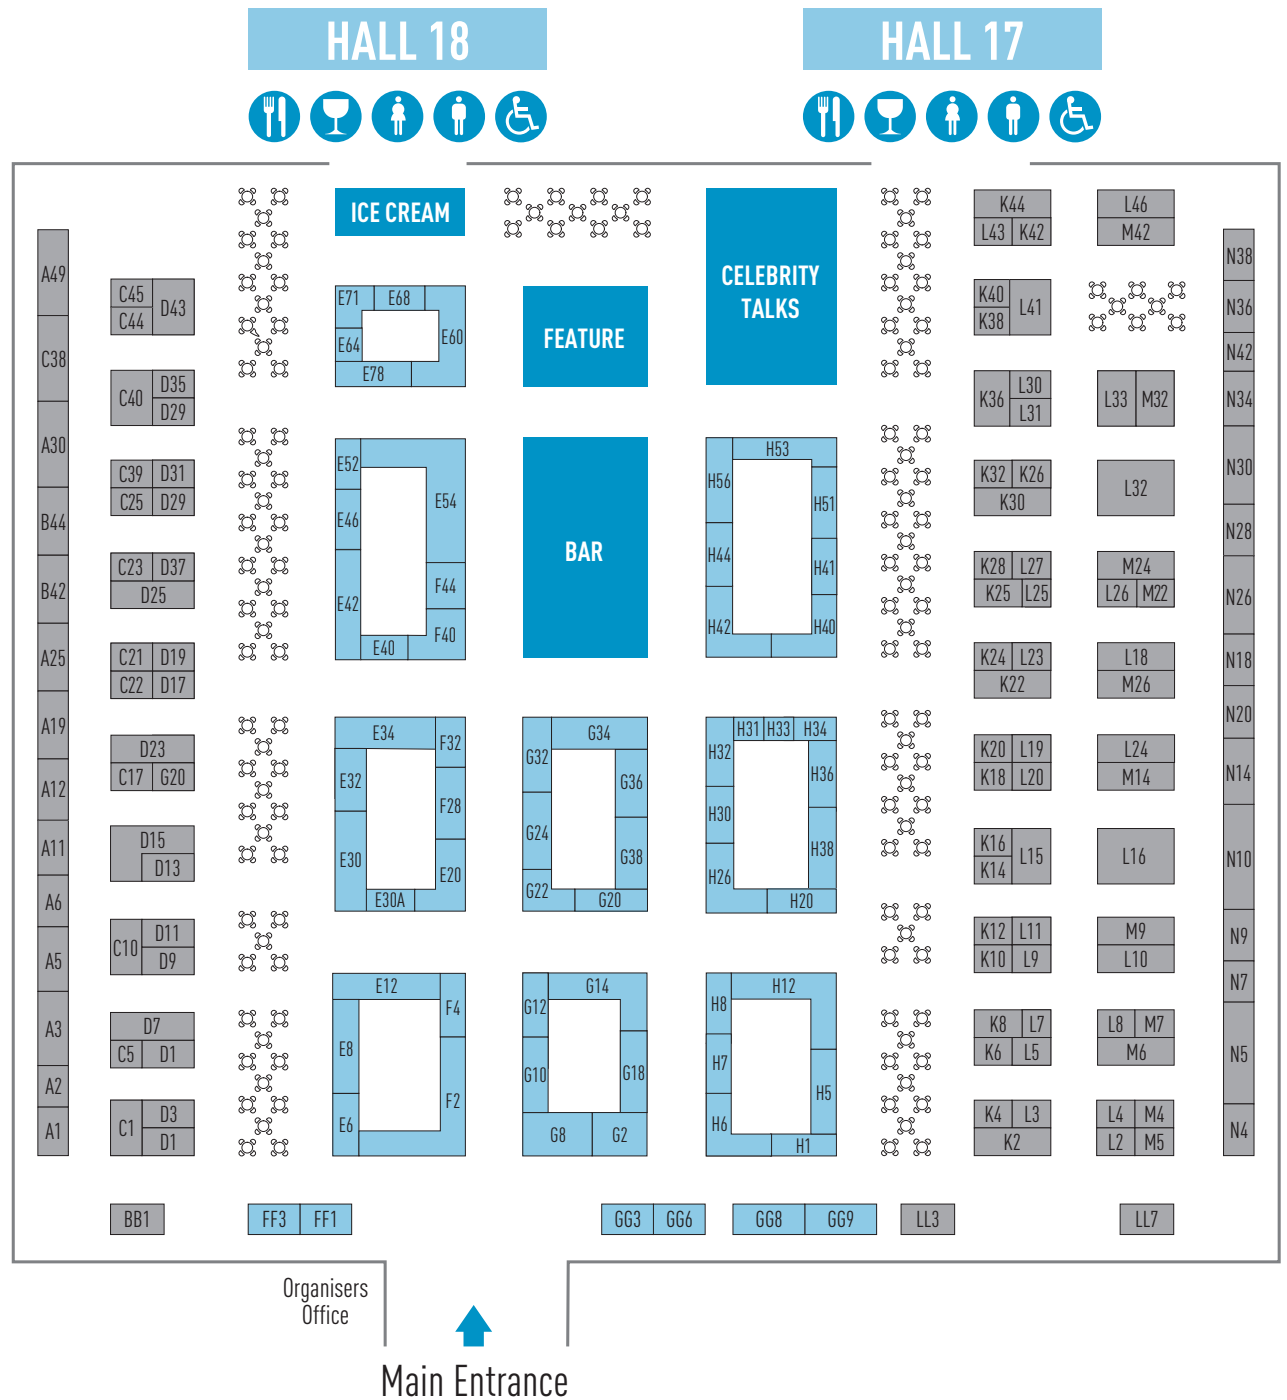 HALL 18
HALL 17
ICE CREAM
CELEBRITY
TALKS
FEATURE
BAR
A49
C38
A30
B44
B42
A25
A19
A12
A11
A6
A5
A3
A2
A1
C45
C44
D43
C40
D35
D29
C39
D31
C25
D29
C23
D37
D25
C21
D19
C22
D17
D23
C17
G20
D15
D13
C10
D11
D9
D7
C5
D1
C1
D3
D1
BB1
E71
E68
E64
E60
E78
E52
E54
E46
F44
E42
F40
E40
E34
F32
E32
F28
E30
E20
E30A
E12
F4
E8
F2
E6
FF3
FF1
G32
G34
G36
G24
G38
G22
G20
G12
G14
G10
G18
G8
G2
GG3
GG6
H53
H56
H51
H44
H41
H42
H40
H31
H33
H34
H32
H36
H30
H38
H26
H20
H8
H12
H7
H5
H6
H1
GG8
GG9
K44
L43
K42
K40
K38
L41
K36
L30
L31
K32
K26
K30
K28
L27
K25
L25
K24
L23
K22
K20
L19
K18
L20
K16
K14
L15
K12
L11
K10
L9
K8
L7
K6
L5
K4
L3
K2
LL3
L46
M42
L33
M32
L32
M24
L26
M22
L18
M26
L24
M14
L16
M9
L10
L8
M7
M6
L4
M4
L2
M5
LL7
N38
N36
N42
N34
N30
N28
N26
N18
N20
N14
N10
N9
N7
N5
N4
Organisers
Office
Main Entrance